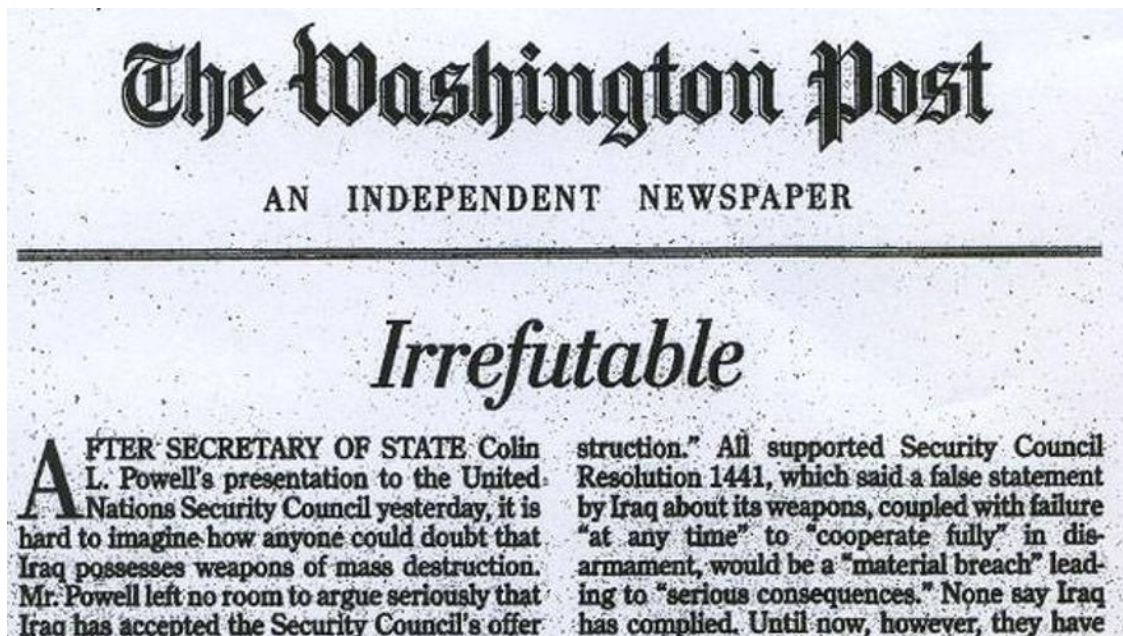 The Washington Post
AN INDEPENDENT NEWSPAPER
Irrefutable
AFTER SECRETARY OF STATE Colin
L. Powell's presentation to the United
Nations Security Council yesterday, it is
hard to imagine how anyone could doubt that
Iraq possesses weapons of mass destruction.
Mr. Powell left no room to argue seriously that
Iraq has accepted the Security Council's offer
struction." All supported Security Council
Resolution 1441, which said a false statement
by Iraq about its weapons, coupled with failure
"at any time" to "cooperate fully" in dis-
armament, would be a "material breach" lead-
ing to "serious consequences." None say Iraq
has complied. Until now, however, they have